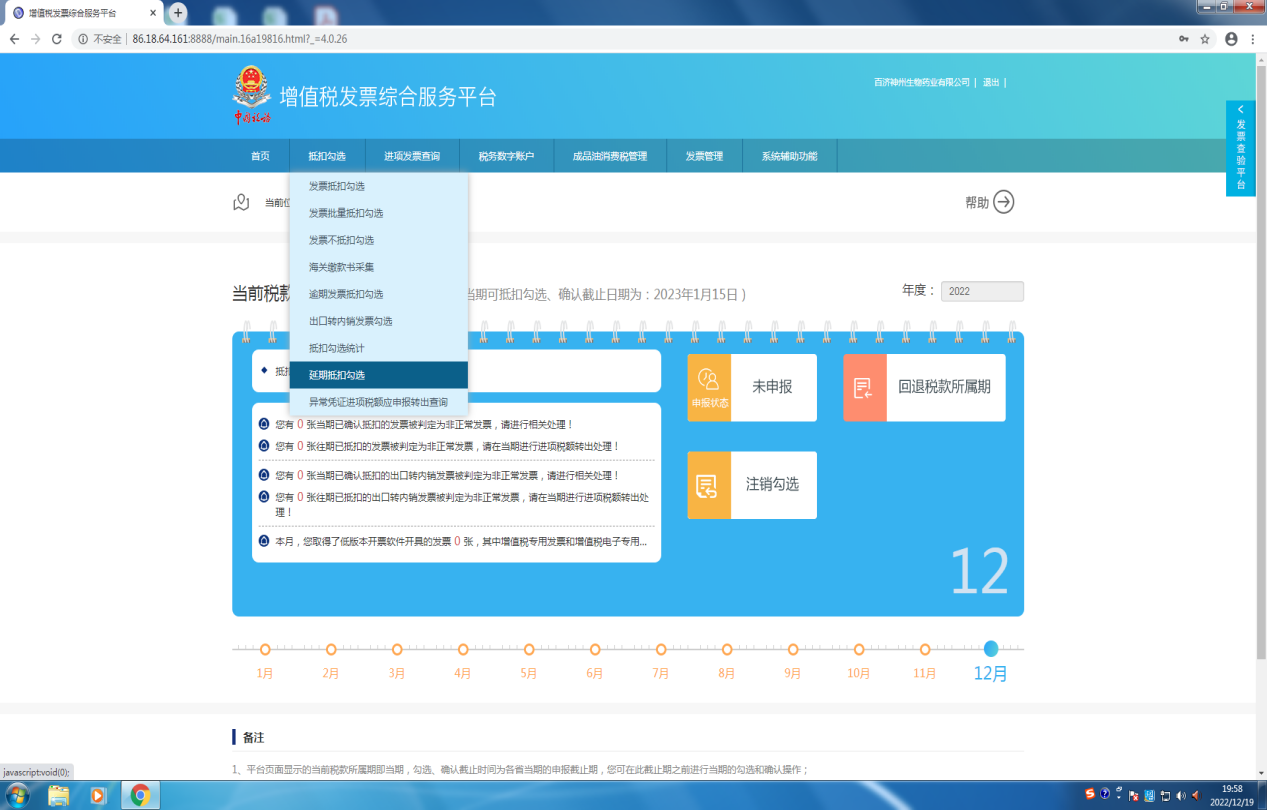 增值税发票综合服务平台
不安全 86.18.64.161:8888/main.16a19816.html?_=4.0.26
中国税务
增值税发票综合服务平台
百济神州生物药业有限公司 | 退出 |
< 发票查验平台
首页 抵扣勾选 进项发票查询 税务数字账户 成品油消费税管理 发票管理 系统辅助功能
当前位
帮助
发票抵扣勾选
发票批量抵扣勾选
发票不抵扣勾选
海关缴款书采集
逾期发票抵扣勾选
出口转内销发票勾选
抵扣勾选统计
延期抵扣勾选
异常凭证进项税额应申报转出查询
当前税款
当期可抵扣勾选、确认截止日期为：2023年1月15日 )
年度： 2022
抵扣
申报状态
未申报
回退税款所属期
注销勾选
您有 0 张当期已确认抵扣的发票被判定为非正常发票，请进行相关处理！
您有 0 张往期已抵扣的发票被判定为非正常发票，请在当期进行进项税额转出处理！
您有 0 张当期已确认抵扣的出口转内销发票被判定为非正常发票，请进行相关处理！
您有 0 张往期已抵扣的出口转内销发票被判定为非正常发票，请在当期进行进项税额转出处
理！
本月，您取得了低版本开票软件开具的发票 0 张，其中增值税专用发票和增值税电子专用...
12
1月 2月 3月 4月 5月 6月 7月 8月 9月 10月 11月 12月
备注
1、平台页面显示的当前税款所属期即当期，勾选、确认截止时间为各省当期的申报截止期，您可在此截止期之前进行当期的勾选和确认操作；
javascript:void(0);
19:58
2022/12/19